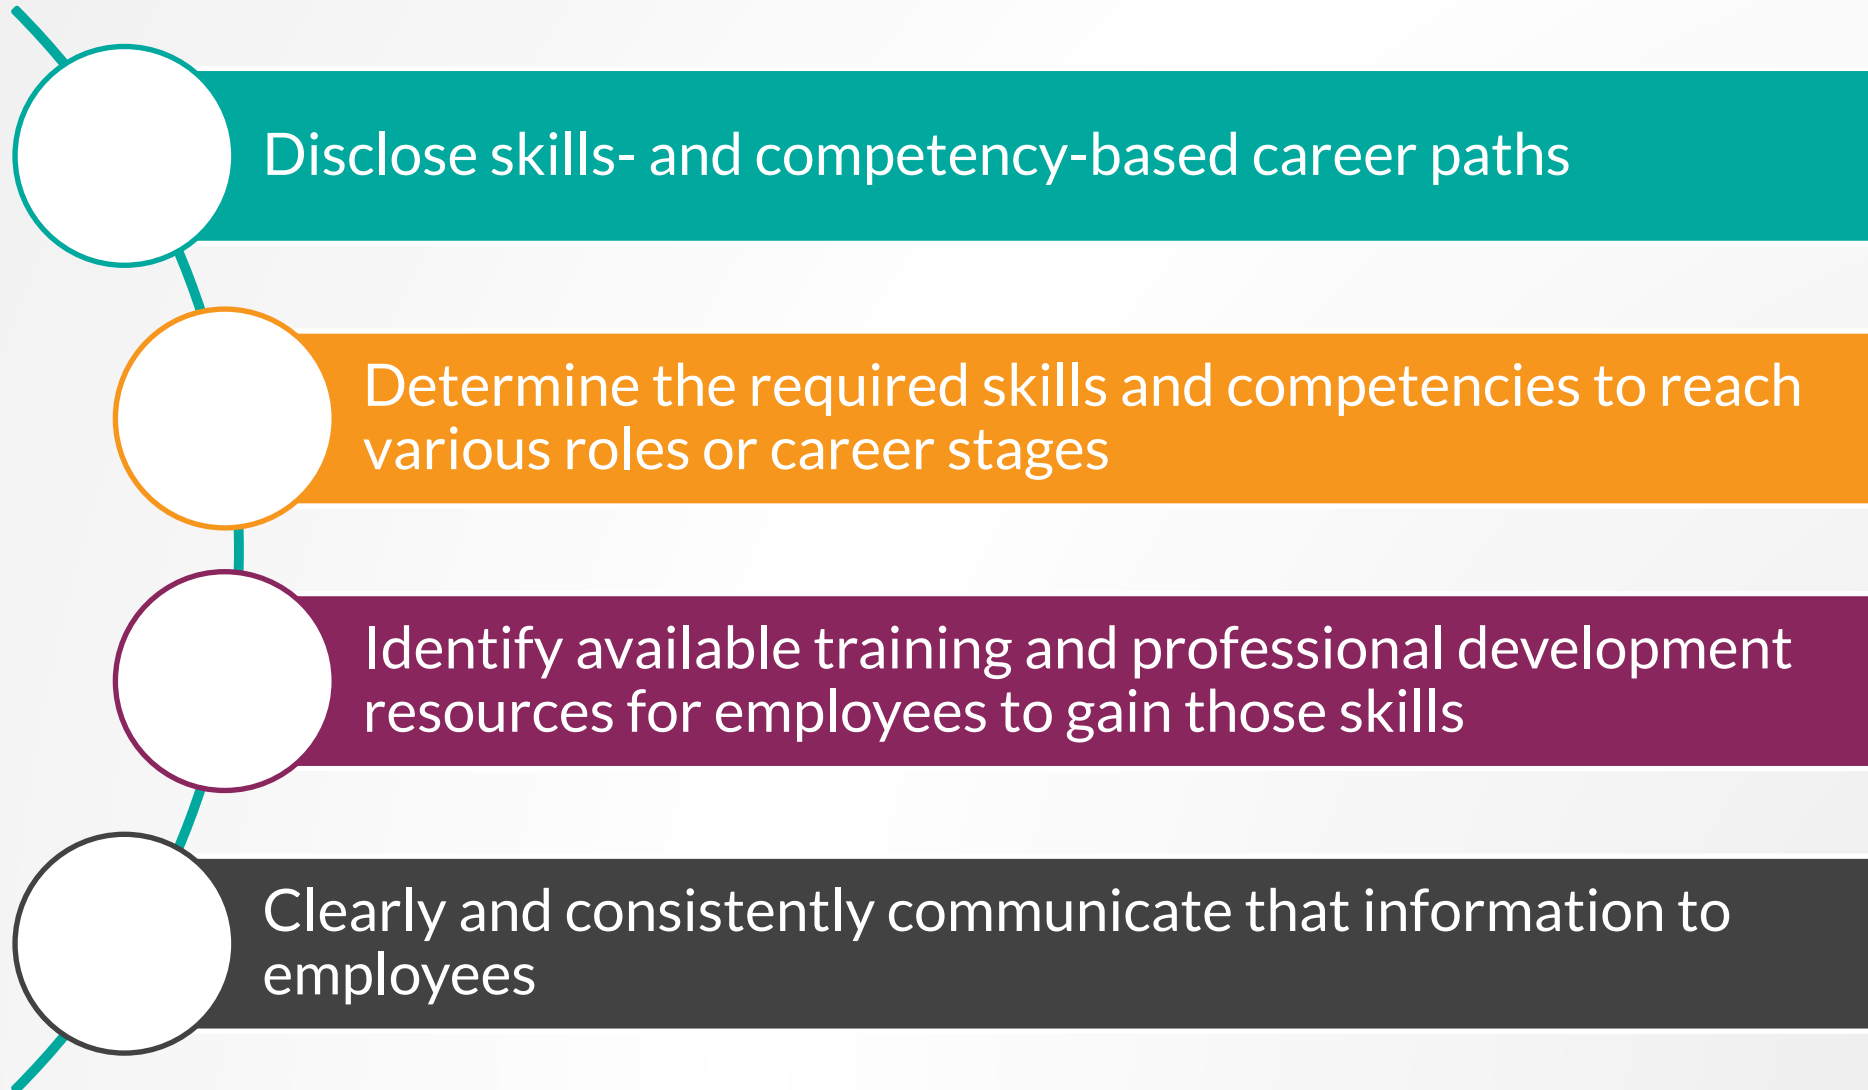 Disclose skills- and competency-based career paths
Determine the required skills and competencies to reach
various roles or career stages
Identify available training and professional development
resources for employees to gain those skills
Clearly and consistently communicate that information to
employees